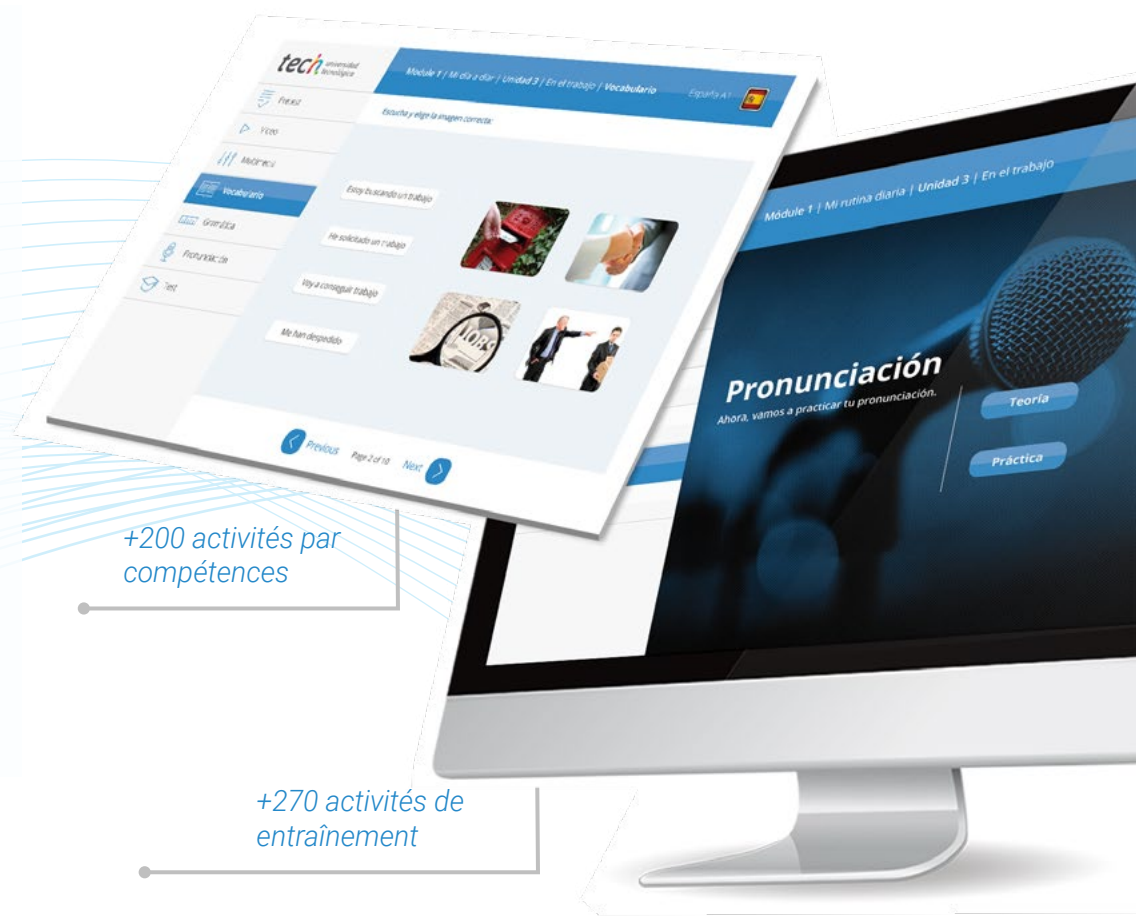 tech universidad
tecnológica
Module 1 | Mi día a díar | Unidad 3 | En el trabajo | Vocabulario
España A1
Escucha y elige la imagen correcta:
Vocabulario
Gramática
Pronunciación
Test
Estoy buscando un trabajo
He solicitado un trabajo
Voy a conseguir trabajo
Me han despedido
JOBS
Previous Page 2 of 10 Next
Módule 1 | Mi rutina diaria | Unidad 3 | En el trabajo
Pronunciación
Ahora, vamos a practicar tu pronunciación.
Teoría
Práctica
+200 activités par
compétences
+270 activités de
entraînement